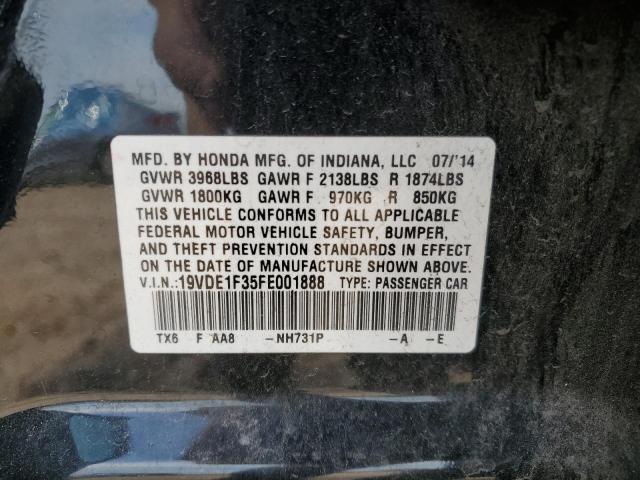 MFD. BY HONDA MFG. OF INDIANA, LLC 07/'14
GVWR 3968LBS GAWR F 2138LBS R 1874LBS
GVWR 1800KG GAWR F 970KG R 850KG
THIS VEHICLE CONFORMS TO ALL APPLICABLE
FEDERAL MOTOR VEHICLE SAFETY, BUMPER,
AND THEFT PREVENTION STANDARDS IN EFFECT
ON THE DATE OF MANUFACTURE SHOWN ABOVE.
V.I.N.:19VDE1F35FE001888 TYPE: PASSENGER CAR
TX6 F AA8 -NH731P -A -E